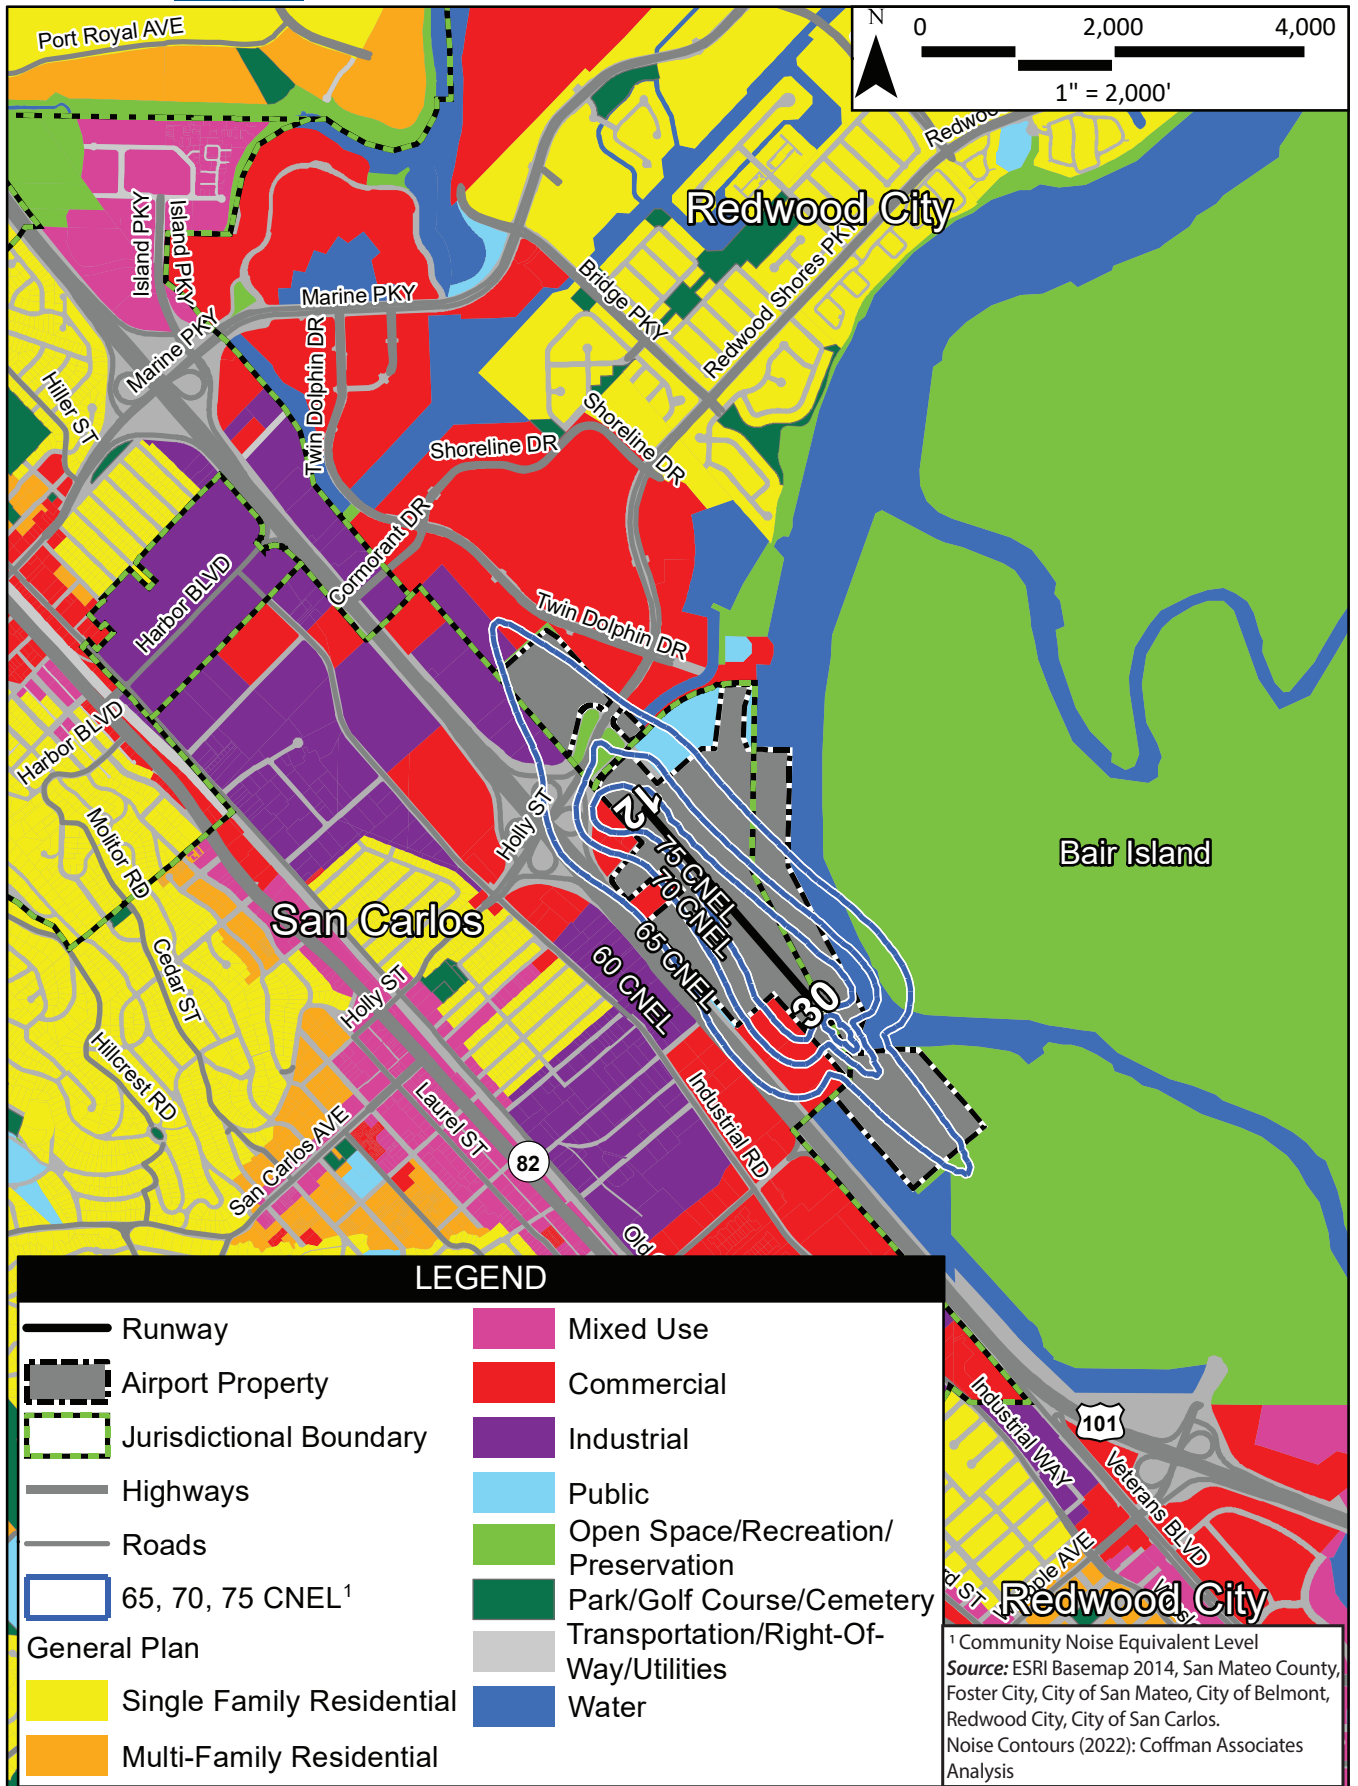 Port Royal AVE
N
0 2,000 4,000
1" = 2,000'
Island PKY
Island PKY
Marine PKY
Marine PKY
Hiller ST
Twin Dolphin DR
Redwood City
Bridge PKY
Redwood Shores PKY
Shoreline DR
Shoreline DR
Cormorant DR
Harbor BLVD
Twin Dolphin DR
Harbor BLVD
Molitor RD
Holly ST
12
75 CNEL
70 CNEL
65 CNEL
60 CNEL
30
Bair Island
San Carlos
Cedar ST
Holly ST
Hillcrest RD
San Carlos AVE
Laurel ST
82
Industrial RD
Old
LEGEND
Runway
Airport Property
Jurisdictional Boundary
Highways
Roads
65, 70, 75 CNEL¹
General Plan
Single Family Residential
Multi-Family Residential
Mixed Use
Commercial
Industrial
Public
Open Space/Recreation/
Preservation
Park/Golf Course/Cemetery
Transportation/Right-Of-
Way/Utilities
Water
Industrial WAY
101
Veterans BLVD
AVE
ST
Redwood City
¹ Community Noise Equivalent Level
Source: ESRI Basemap 2014, San Mateo County,
Foster City, City of San Mateo, City of Belmont,
Redwood City, City of San Carlos.
Noise Contours (2022): Coffman Associates
Analysis